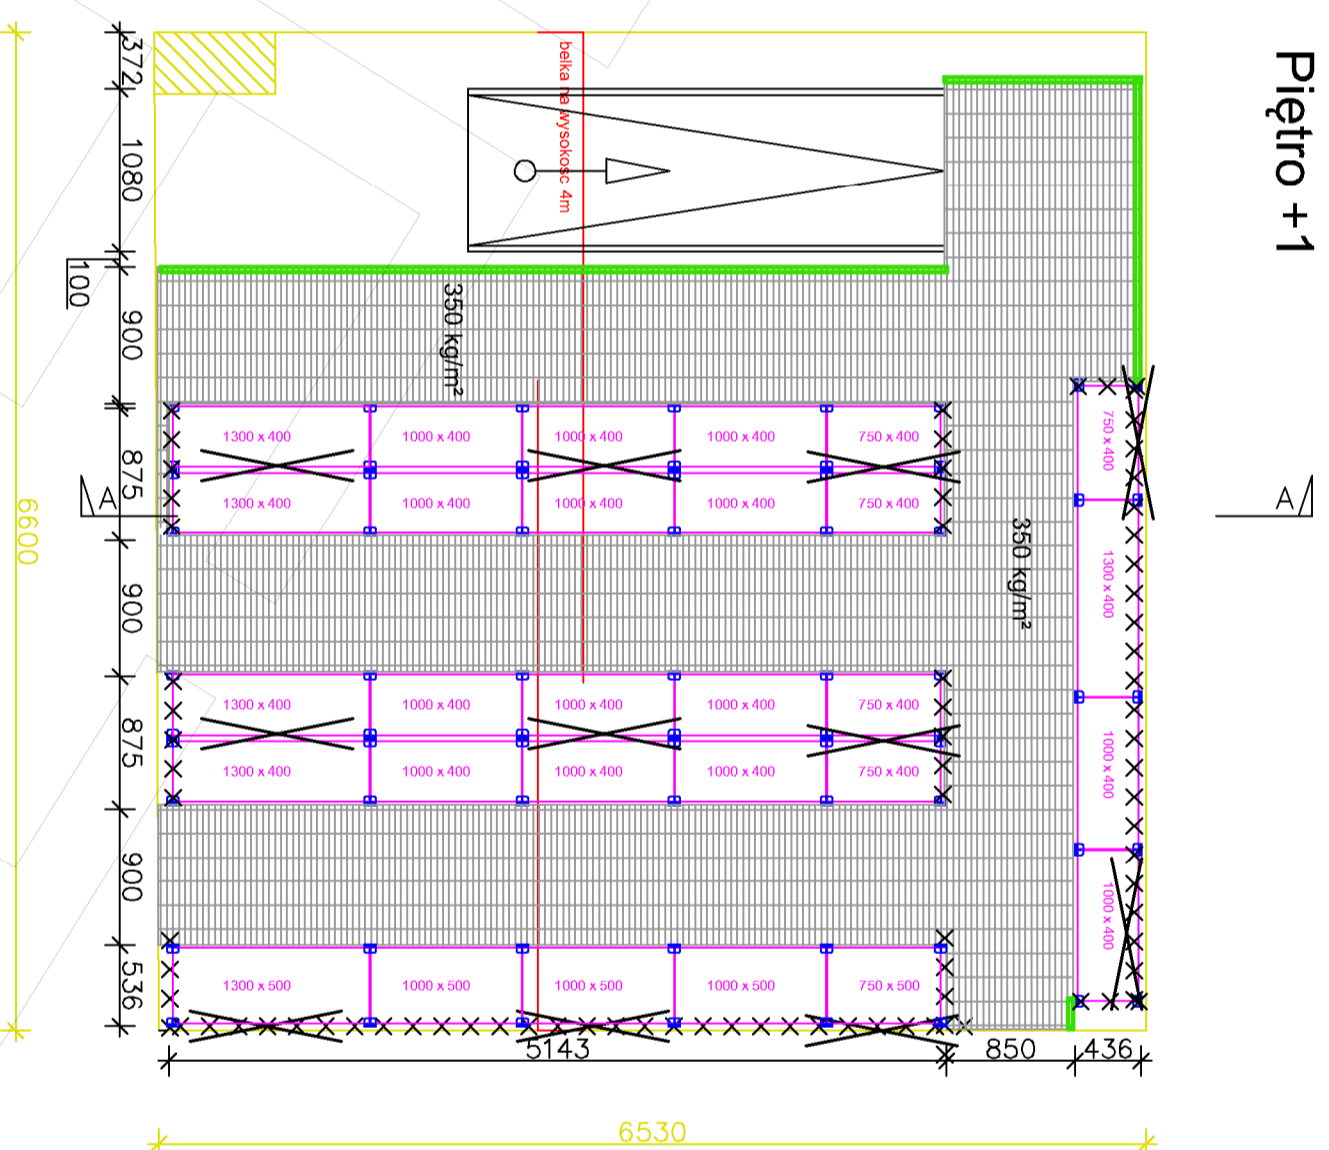 Piętro +1
372
1080
100
900
875
900
875
900
536
6600
belka na wysokosc 4m
350 kg/m²
350 kg/m²
A
A
1300 x 400
1000 x 400
1000 x 400
1000 x 400
750 x 400
1300 x 400
1000 x 400
1000 x 400
1000 x 400
750 x 400
1300 x 400
1000 x 400
1000 x 400
1000 x 400
750 x 400
1300 x 400
1000 x 400
1000 x 400
1000 x 400
750 x 400
1300 x 500
1000 x 500
1000 x 500
1000 x 500
750 x 500
750 x 400
1300 x 400
1000 x 400
1000 x 400
5143
850
436
6530